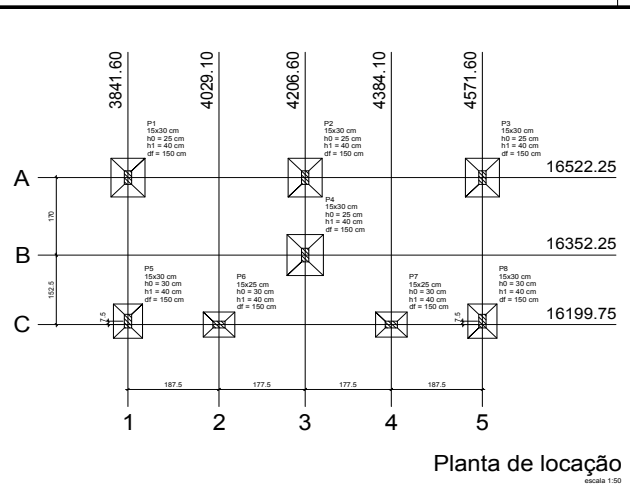 3841.60
4029.10
4206.60
4384.10
4571.60
P1
15x30 cm
h0 = 25 cm
h1 = 40 cm
df = 150 cm
P2
15x30 cm
h0 = 25 cm
h1 = 40 cm
df = 150 cm
P3
15x30 cm
h0 = 25 cm
h1 = 40 cm
df = 150 cm
A
16522.25
170
P4
15x30 cm
h0 = 25 cm
h1 = 40 cm
df = 150 cm
B
16352.25
152.5
P5
15x30 cm
h0 = 30 cm
h1 = 40 cm
df = 150 cm
P6
15x25 cm
h0 = 30 cm
h1 = 40 cm
df = 150 cm
P7
15x25 cm
h0 = 30 cm
h1 = 40 cm
df = 150 cm
P8
15x30 cm
h0 = 30 cm
h1 = 40 cm
df = 150 cm
7.5
7.5
C
16199.75
187.5
177.5
177.5
187.5
1
2
3
4
5
Planta de locação
escala 1:50